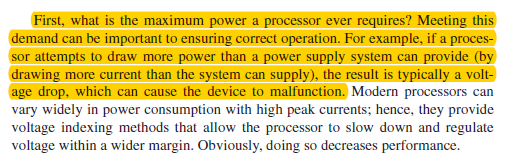 First, what is the maximum power a processor ever requires? Meeting this
demand can be important to ensuring correct operation. For example, if a proces-
sor attempts to draw more power than a power supply system can provide (by
drawing more current than the system can supply), the result is typically a volt-
age drop, which can cause the device to malfunction. Modern processors can
vary widely in power consumption with high peak currents; hence, they provide
voltage indexing methods that allow the processor to slow down and regulate
voltage within a wider margin. Obviously, doing so decreases performance.